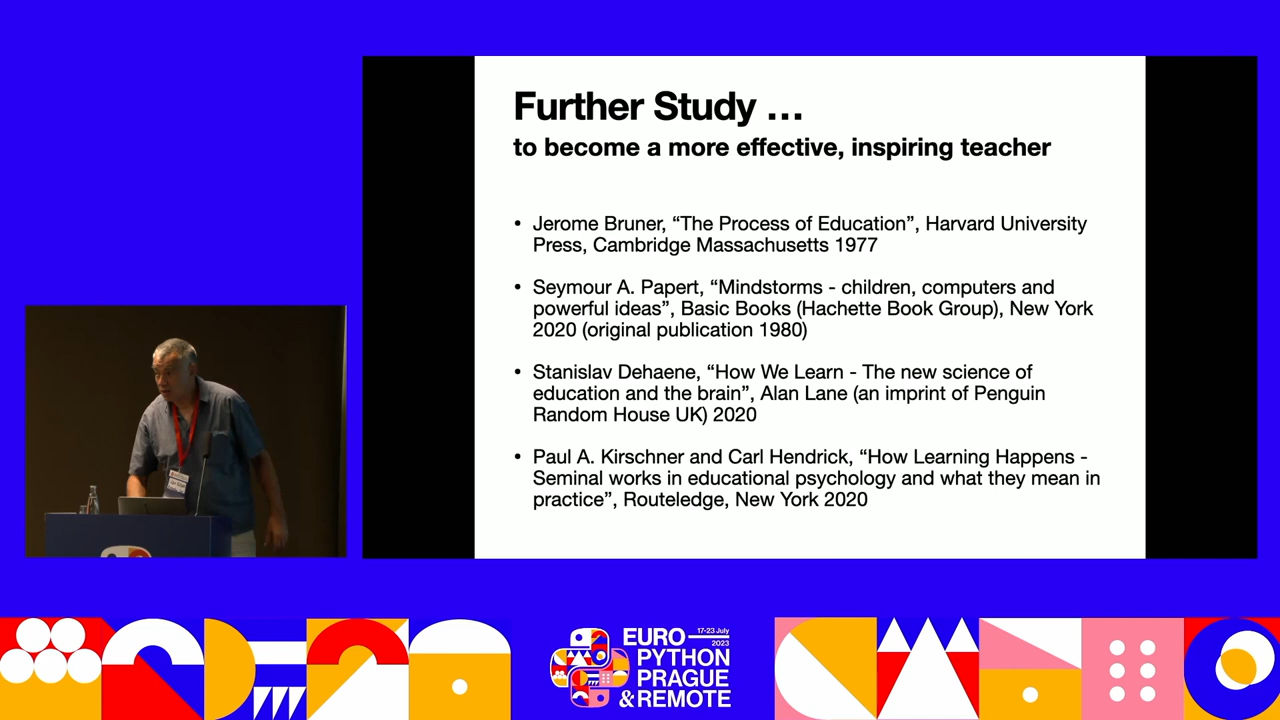 Further Study ...
to become a more effective, inspiring teacher
• Jerome Bruner, “The Process of Education”, Harvard University
Press, Cambridge Massachusetts 1977
• Seymour A. Papert, “Mindstorms - children, computers and
powerful ideas”, Basic Books (Hachette Book Group), New York
2020 (original publication 1980)
• Stanislav Dehaene, “How We Learn - The new science of
education and the brain”, Alan Lane (an imprint of Penguin
Random House UK) 2020
• Paul A. Kirschner and Carl Hendrick, “How Learning Happens -
Seminal works in educational psychology and what they mean in
practice”, Routeledge, New York 2020
EURO 17-23 July 2023
PYTHON
PRAGUE
& REMOTE